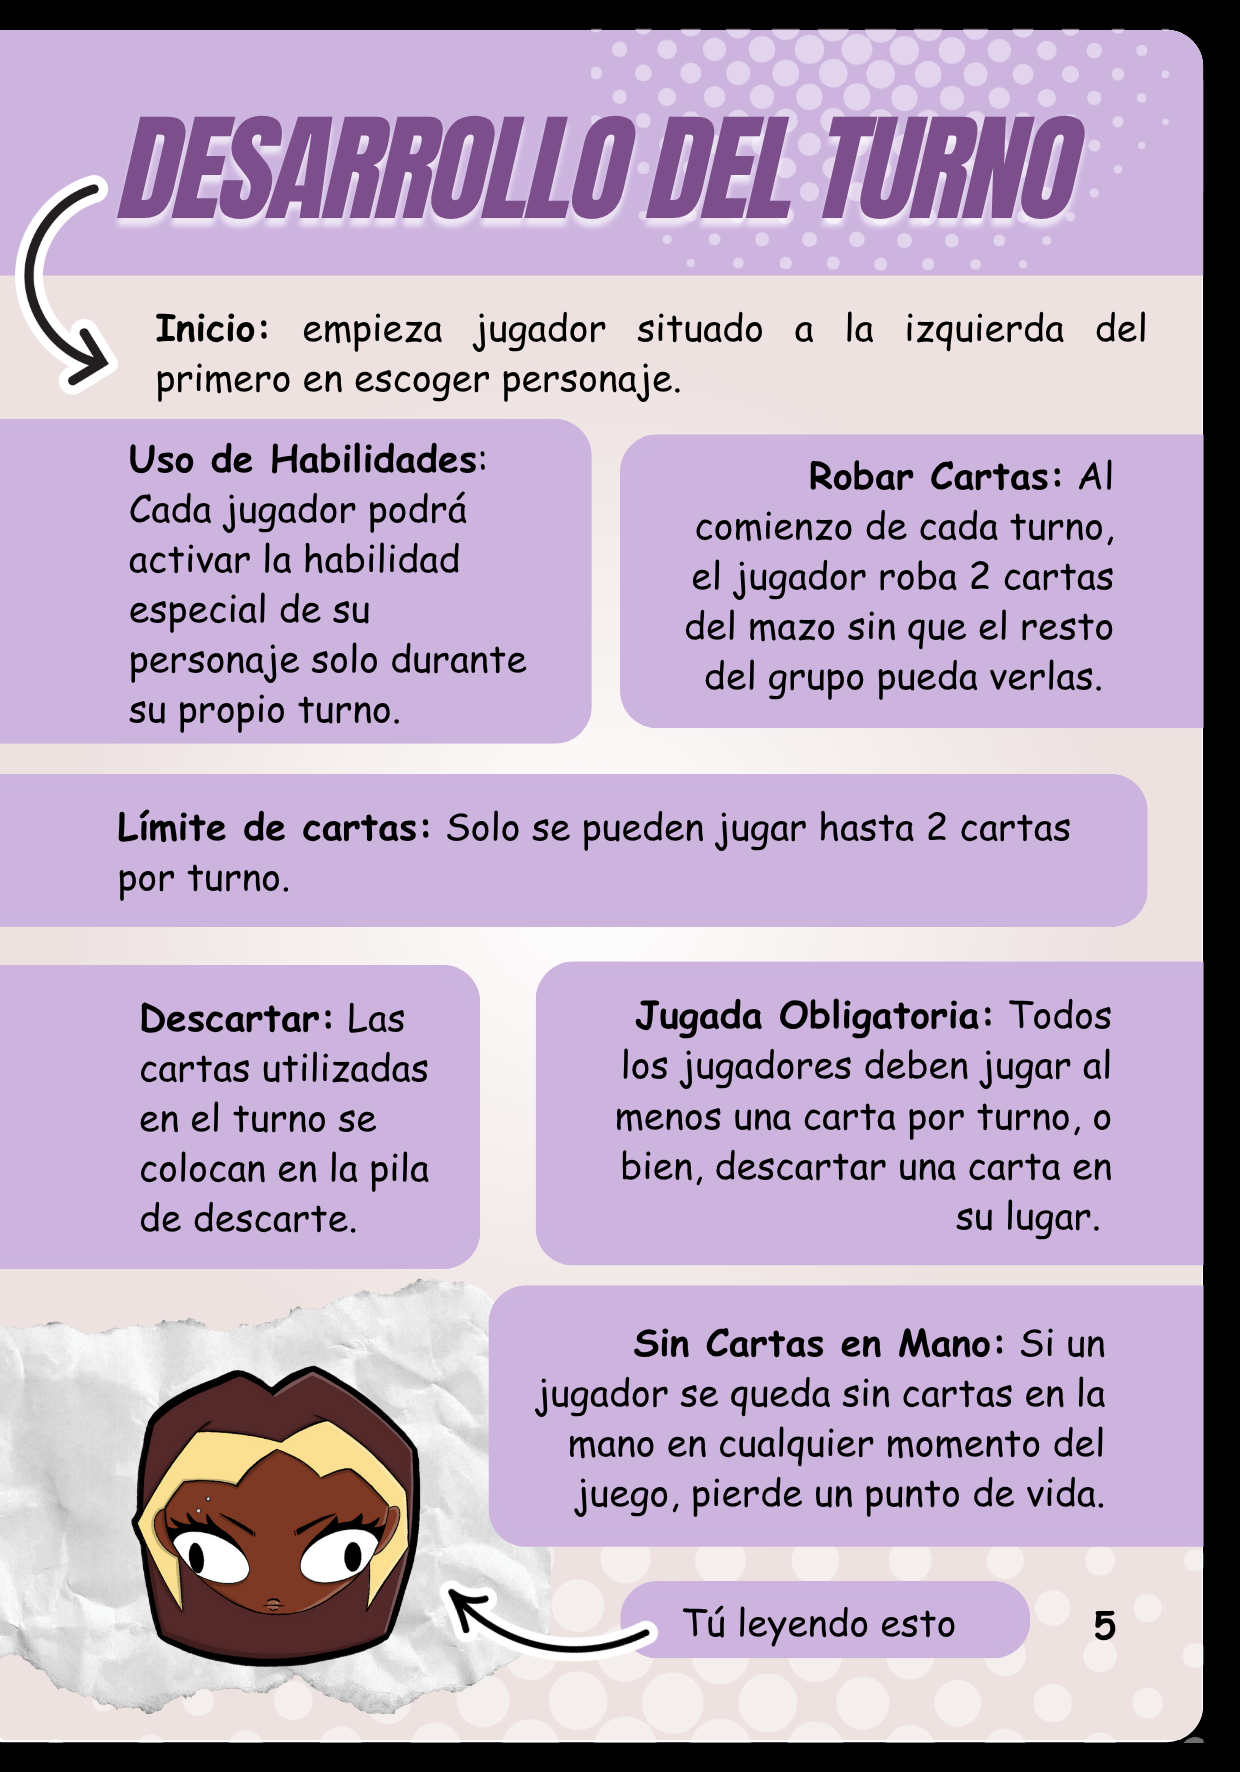 DESARROLLO DEL TURNO
Inicio: empieza jugador situado a la izquierda del
primero en escoger personaje.
Uso de Habilidades:
Cada jugador podrá
activar la habilidad
especial de su
personaje solo durante
su propio turno.
Robar Cartas: Al
comienzo de cada turno,
el jugador roba 2 cartas
del mazo sin que el resto
del grupo pueda verlas.
Límite de cartas: Solo se pueden jugar hasta 2 cartas
por turno.
Descartar: Las
cartas utilizadas
en el turno se
colocan en la pila
de descarte.
Jugada Obligatoria: Todos
los jugadores deben jugar al
menos una carta por turno, o
bien, descartar una carta en
su lugar.
Sin Cartas en Mano: Si un
jugador se queda sin cartas en la
mano en cualquier momento del
juego, pierde un punto de vida.
Tú leyendo esto
5